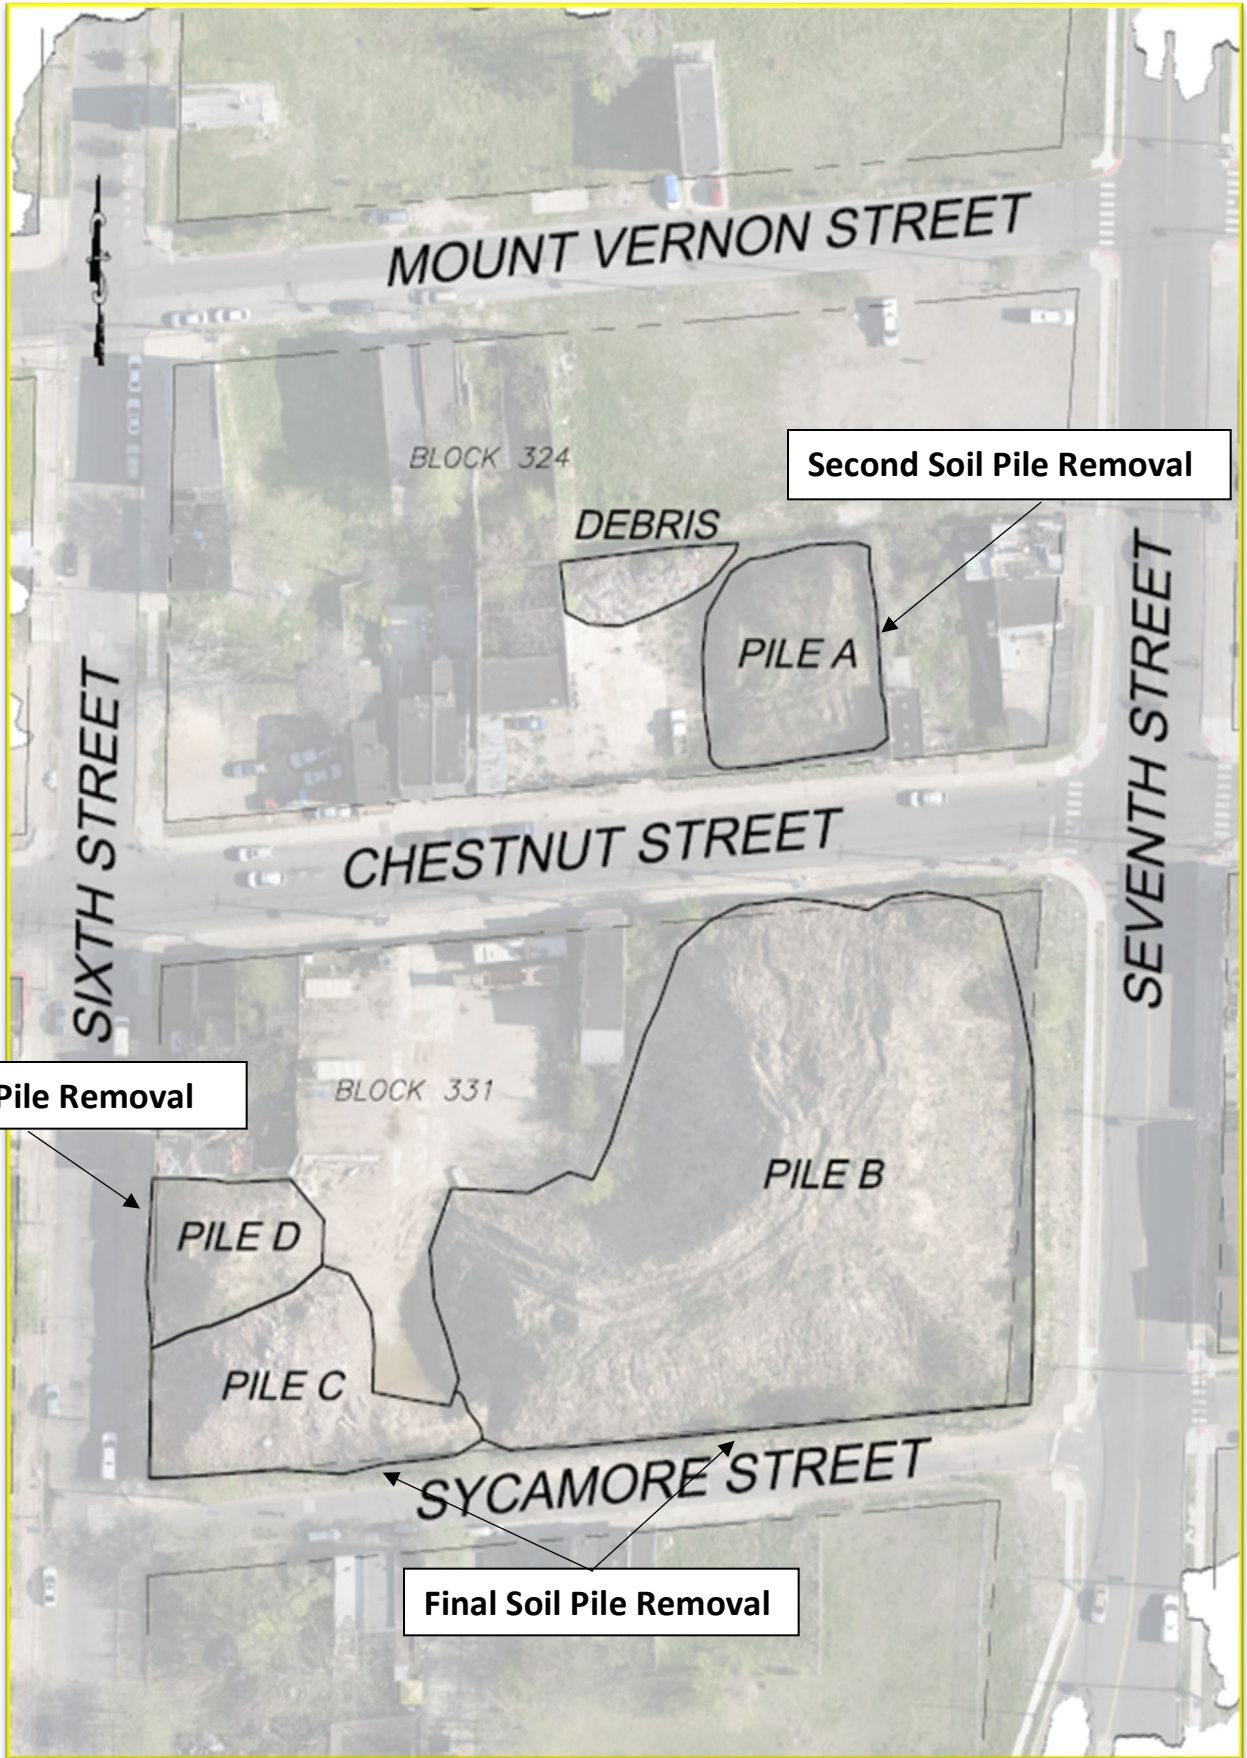 MOUNT VERNON STREET
BLOCK 324
Second Soil Pile Removal
DEBRIS
PILE A
SIXTH STREET
SEVENTH STREET
CHESTNUT STREET
Pile Removal
BLOCK 331
PILE B
PILE D
PILE C
SYCAMORE STREET
Final Soil Pile Removal